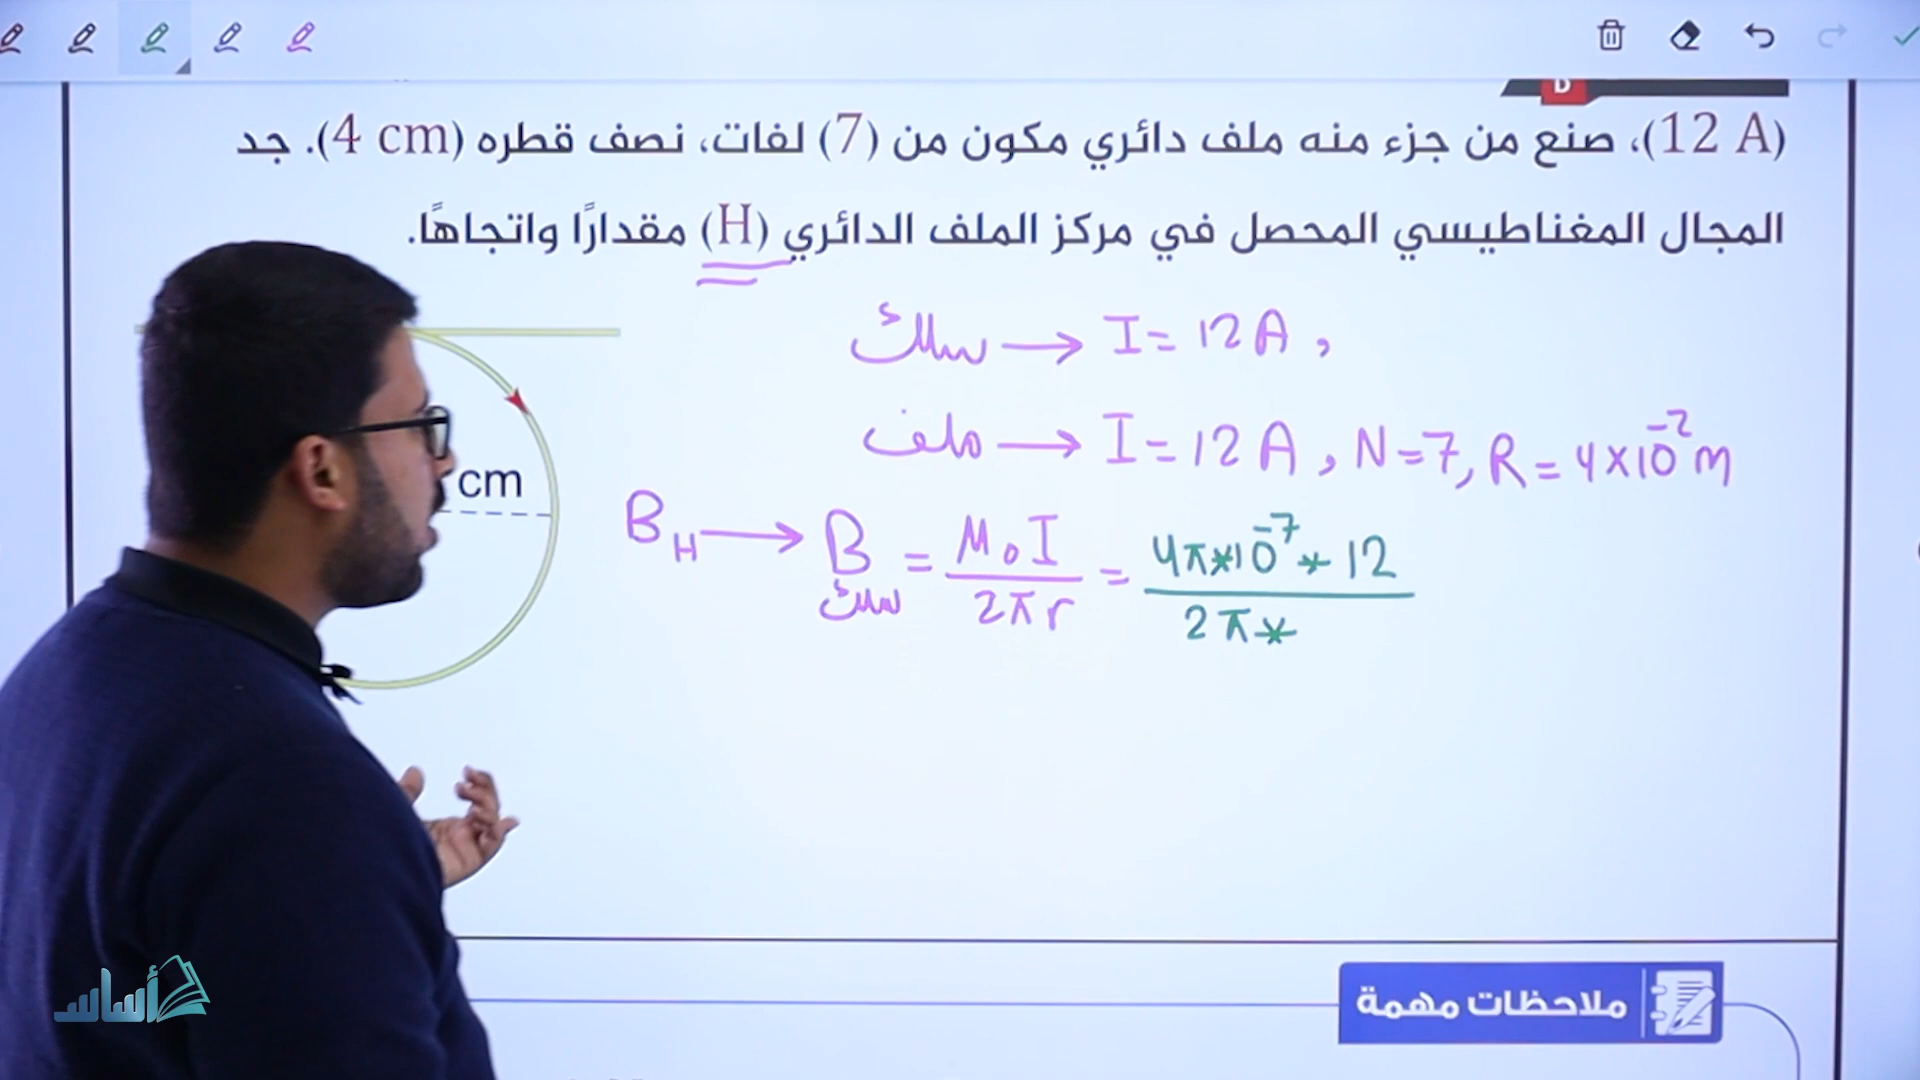 D
(12 A)، صنع من جزء منه ملف دائري مكون من (7) لفات، نصف قطره (4 cm). جد
المجال المغناطيسي المحصل في مركز الملف الدائري (H) مقدارًا واتجاهًا.
سلك → I = 12 A ,
ملف → I = 12 A , N = 7, R = 4×10⁻² m
cm
B_H → B سلك = μ₀I / 2πr = 4π*10⁻⁷ * 12 / 2π*
ملاحظات مهمة
أساس